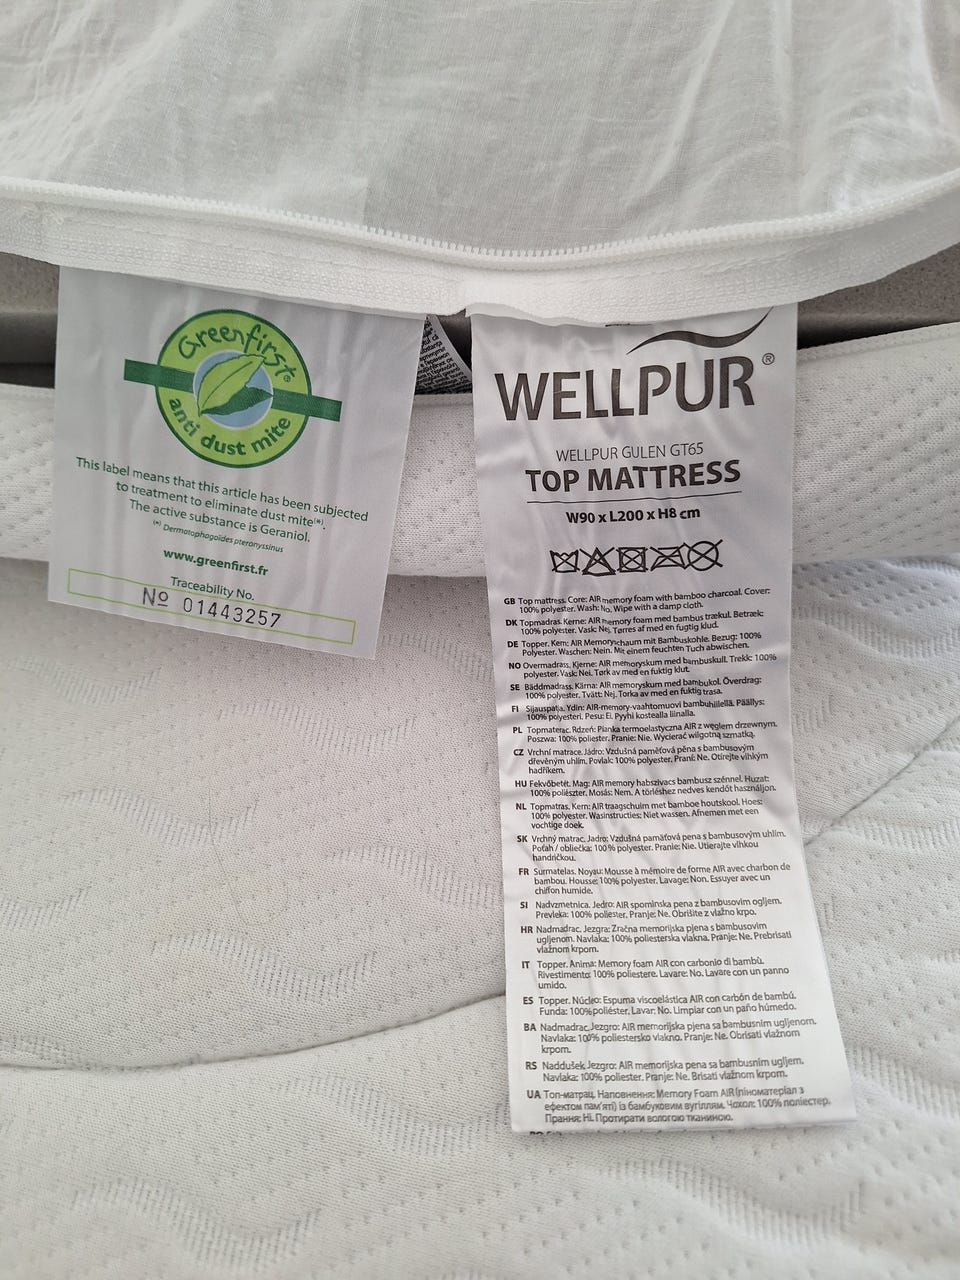 Greenfirst®
anti dust mite
This label means that this article has been subjected
to treatment to eliminate dust mite(*).
The active substance is Geraniol.
(*) Dermatophagoides pteronyssinus
www.greenfirst.fr
Traceability No.
Nº 01443257
WELLPUR®
WELLPUR GULEN GT65
TOP MATTRESS
W90 x L200 x H8 cm
GB Top mattress. Core: AIR memory foam with bamboo charcoal. Cover:
100% polyester. Wash: No. Wipe with a damp cloth.
DK Topmadras. Kerne: AIR memory foam med bambus trækul. Betræk:
100% polyester. Vask: Nej. Tørres af med en fugtig klud.
DE Topper. Kern: AIR Memoryschaum mit Bambuskohle. Bezug: 100%
Polyester. Waschen: Nein. Mit einem feuchten Tuch abwischen.
NO Overmadrass. Kjerne: AIR memoryskum med bambuskull. Trekk: 100%
polyester. Vask: Nei. Tørk av med en fuktig klut.
SE Bäddmadrass. Kärna: AIR memoryskum med bambukol. Överdrag:
100% polyester. Tvätt: Nej. Torka av med en fuktig trasa.
FI Sijauspatja. Ydin: AIR-memory-vaahtomuovi bambuhiilellä. Päällys:
100% polyesteri. Pesu: Ei. Pyyhi kostealla liinalla.
PL Topmaterac. Rdzeń: Pianka termoelastyczna AIR z węglem drzewnym.
Poszwa: 100% poliester. Pranie: Nie. Wycierać wilgotną szmatką.
CZ Vrchní matrace. Jádro: Vzdušná paměťová pěna s bambusovým
dřevěným uhlím. Povlak: 100% polyester. Praní: Ne. Otírejte vlhkým
hadříkem.
HU Fekvőbetét. Mag: AIR memory habszivacs bambusz szénnel. Huzat:
100% poliészter. Mosás: Nem. A törléshez nedves kendőt használjon.
NL Topmatras. Kern: AIR traagschuim met bamboe houtskool. Hoes:
100% polyester. Wasinstructies: Niet wassen. Afnemen met een
vochtige doek.
SK Vrchný matrac. Jadro: Vzdušná pamäťová pena s bambusovým uhlím.
Poťah / obliečka: 100% polyester. Pranie: Nie. Utierajte vlhkou
handričkou.
FR Surmatelas. Noyau: Mousse à mémoire de forme AIR avec charbon de
bambou. Housse: 100% polyester. Lavage: Non. Essuyer avec un
chiffon humide.
SI Nadvzmetnica. Jedro: AIR spominska pena z bambusovim ogljem.
Prevleka: 100% poliester. Pranje: Ne. Obrišite z vlažno krpo.
HR Nadmadrac. Jezgra: Zračna memorijska pjena s bambusovim
ugljenom. Navlaka: 100% poliesterska vlakna. Pranje: Ne. Prebrisati
vlažnom krpom.
IT Topper. Anima: Memory foam AIR con carbonio di bambù.
Rivestimento: 100% poliestere. Lavare: No. Lavare con un panno
umido.
ES Topper. Núcleo: Espuma viscoelástica AIR con carbón de bambú.
Funda: 100% poliéster. Lavar: No. Limpiar con un paño húmedo.
BA Nadmadrac. Jezgro: AIR memorijska pjena sa bambusnim ugljenom.
Navlaka: 100% poliestersko vlakno. Pranje: Ne. Obrisati vlažnom
krpom.
RS Naddušek. Jezgro: AIR memorijska pena sa bambusnim ugljem.
Navlaka: 100% poliester. Pranje: Ne. Brisati vlažnom krpom.
UA Топ-матрац. Наповнення: Memory Foam AIR (піноматеріал з
ефектом пам'яті) із бамбуковим вугіллям. Чохол: 100% поліестер.
Прання: Ні. Протирати вологою тканиною.